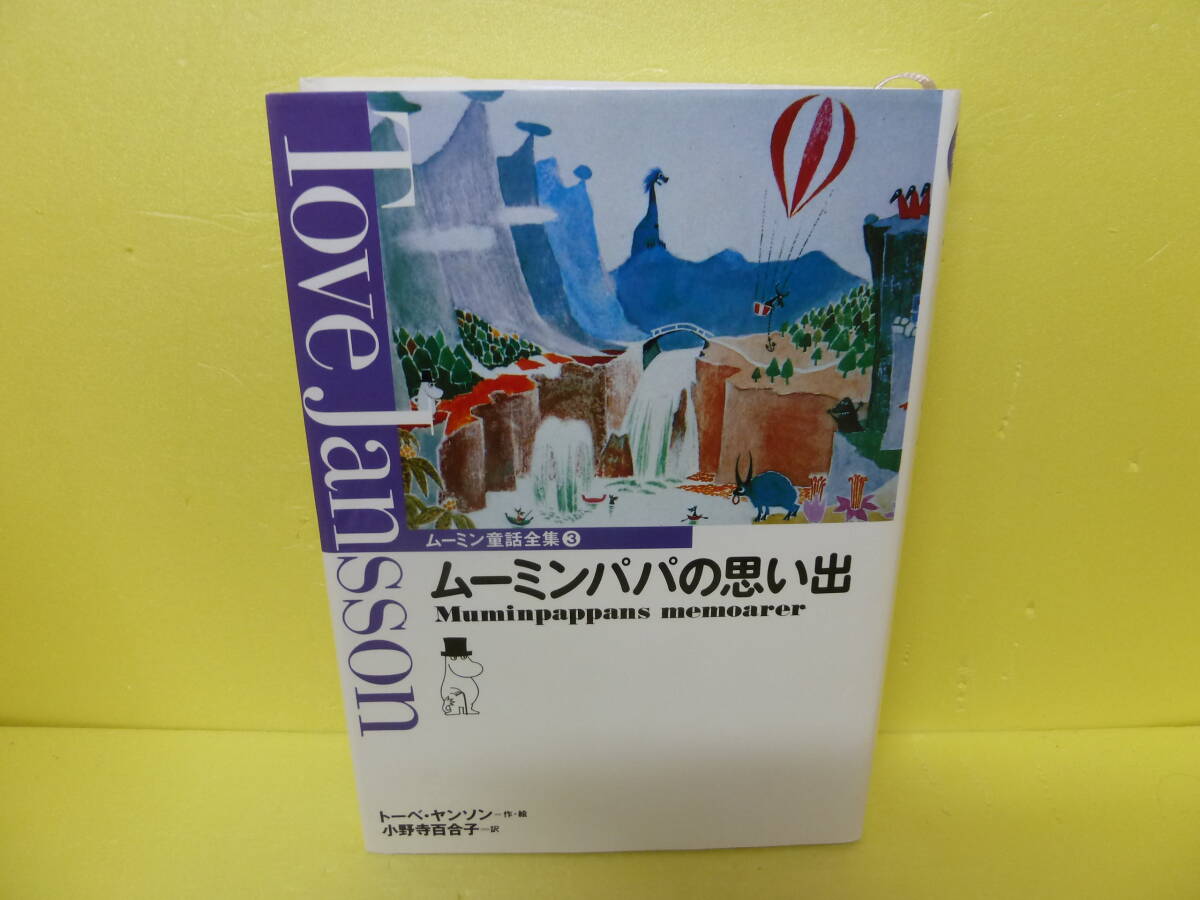 Tove Jansson
ムーミン童話全集3
ムーミンパパの思い出
Muminpappans memoarer
トーベ・ヤンソン―作・絵
小野寺百合子―訳